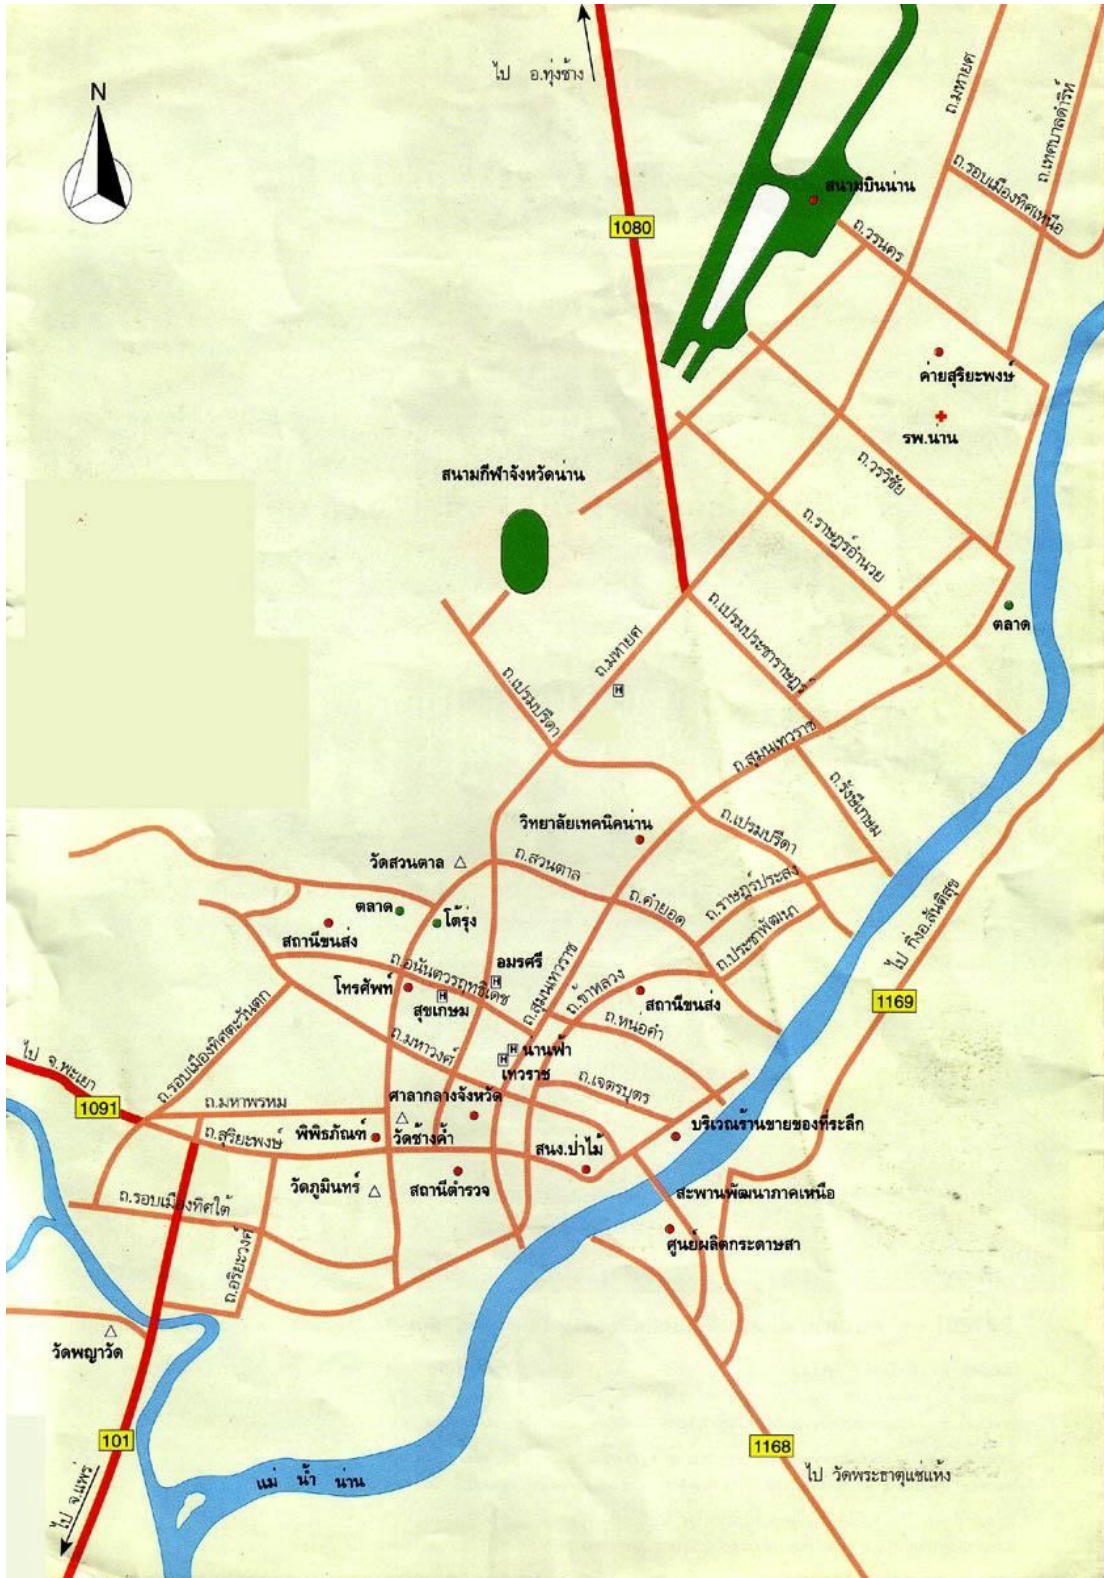 ไป อ.ทุ่งช้าง
N
ถ.มหายศ
ถ.เทศบาลดำริห์
ถ.รอบเมืองทิศเหนือ
สนามบินน่าน
1080
ถ.วรนคร
ค่ายสุริยะพงษ์
รพ.น่าน
สนามกีฬาจังหวัดน่าน
ถ.วรวิชัย
ถ.ราษฎร์อำนวย
ตลาด
ถ.เปรมประชาราษฎร์
ถ.มหายศ
H
ถ.เปรมปรีดา
ถ.สุมนเทวราช
ถ.รังษีเกษม
วิทยาลัยเทคนิคน่าน
ถ.เปรมปรีดา
วัดสวนตาล
ถ.สวนตาล
ถ.คำยอด
ถ.ราษฎร์ประสง
ตลาด
โต้รุ่ง
สถานีขนส่ง
ถ.ประชาพัฒนา
ไป กิ่งอ.สันติสุข
อมรศรี
H
ถ.อนันตวรฤทธิเดช
โทรศัพท์
H
สุขเกษม
ถ.สุมนเทวราช
ถ.ข้าหลวง
สถานีขนส่ง
1169
ถ.หน่อคำ
ถ.รอบเมืองทิศตะวันตก
ถ.มหาวงศ์
H น่านฟ้า
H
เทวราช
ไป จ.พะเยา
1091
ถ.มหาพรหม
ศาลากลางจังหวัด
ถ.เจตรบุตร
ถ.สุริยะพงษ์
พิพิธภัณฑ์
วัดช้างค้ำ
บริเวณร้านขายของที่ระลึก
สนง.ป่าไม้
วัดภูมินทร์
สถานีตำรวจ
ถ.รอบเมืองทิศใต้
สะพานพัฒนาภาคเหนือ
ถ.อริยะวงศ์
ศูนย์ผลิตกระดาษสา
วัดพญาวัด
101
1168
ไป วัดพระธาตุแช่แห้ง
แม่ น้ำ น่าน
ไป จ.แพร่